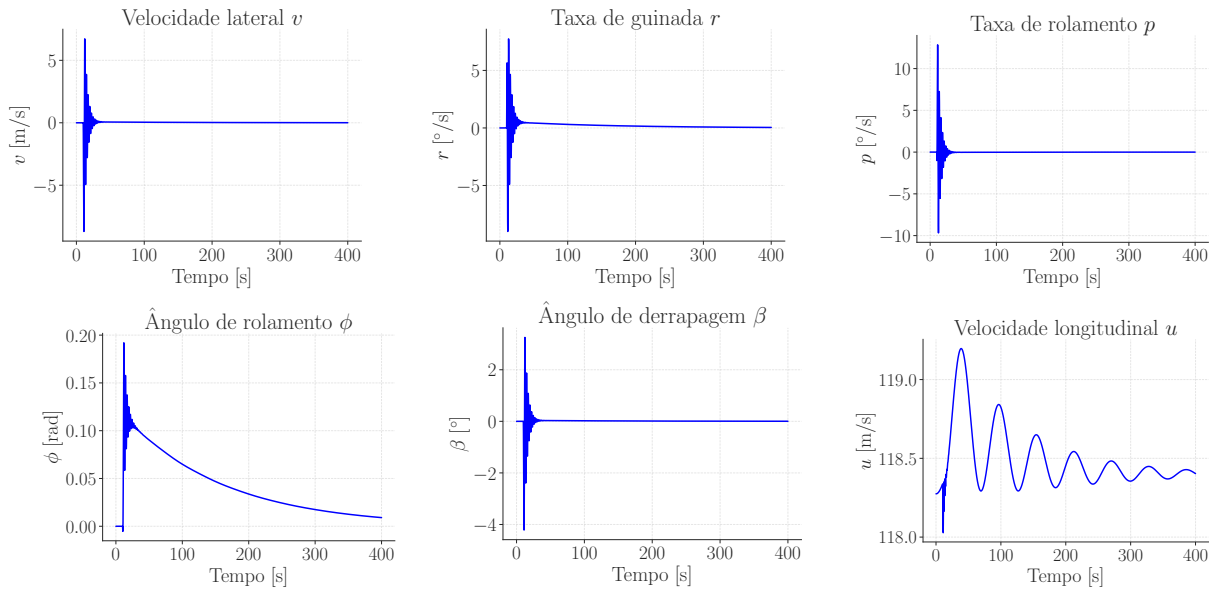 Velocidade lateral v
v [m/s]
5
0
−5
0 100 200 300 400
Tempo [s]
Taxa de guinada r
r [°/s]
5
0
−5
0 100 200 300 400
Tempo [s]
Taxa de rolamento p
p [°/s]
10
5
0
−5
−10
0 100 200 300 400
Tempo [s]
Ângulo de rolamento ϕ
ϕ [rad]
0.20
0.15
0.10
0.05
0.00
0 100 200 300 400
Tempo [s]
Ângulo de derrapagem β
β [°]
2
0
−2
−4
0 100 200 300 400
Tempo [s]
Velocidade longitudinal u
u [m/s]
119.0
118.5
118.0
0 100 200 300 400
Tempo [s]